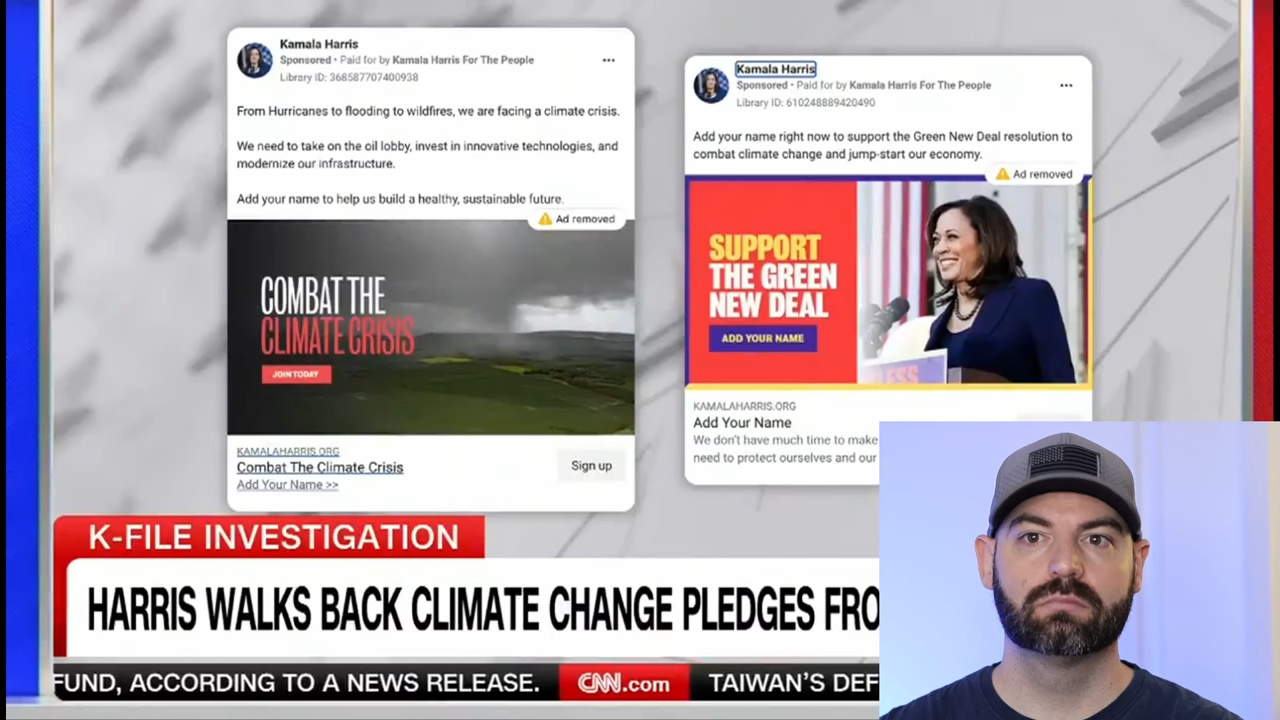 Kamala Harris
Sponsored • Paid for by Kamala Harris For The People
Library ID: 368587707400938
From Hurricanes to flooding to wildfires, we are facing a climate crisis.
We need to take on the oil lobby, invest in innovative technologies, and
modernize our infrastructure.
Add your name to help us build a healthy, sustainable future.
Ad removed
COMBAT THE
CLIMATE CRISIS
JOIN TODAY
KAMALAHARRIS.ORG
Combat The Climate Crisis
Add Your Name >>
Sign up
Kamala Harris
Sponsored • Paid for by Kamala Harris For The People
Library ID: 610248889420490
Add your name right now to support the Green New Deal resolution to
combat climate change and jump-start our economy.
Ad removed
SUPPORT
THE GREEN
NEW DEAL
ADD YOUR NAME
KAMALAHARRIS.ORG
Add Your Name
We don't have much time to make
need to protect ourselves and our
K-FILE INVESTIGATION
HARRIS WALKS BACK CLIMATE CHANGE PLEDGES FRO
FUND, ACCORDING TO A NEWS RELEASE.
CNN.com
TAIWAN'S DEF